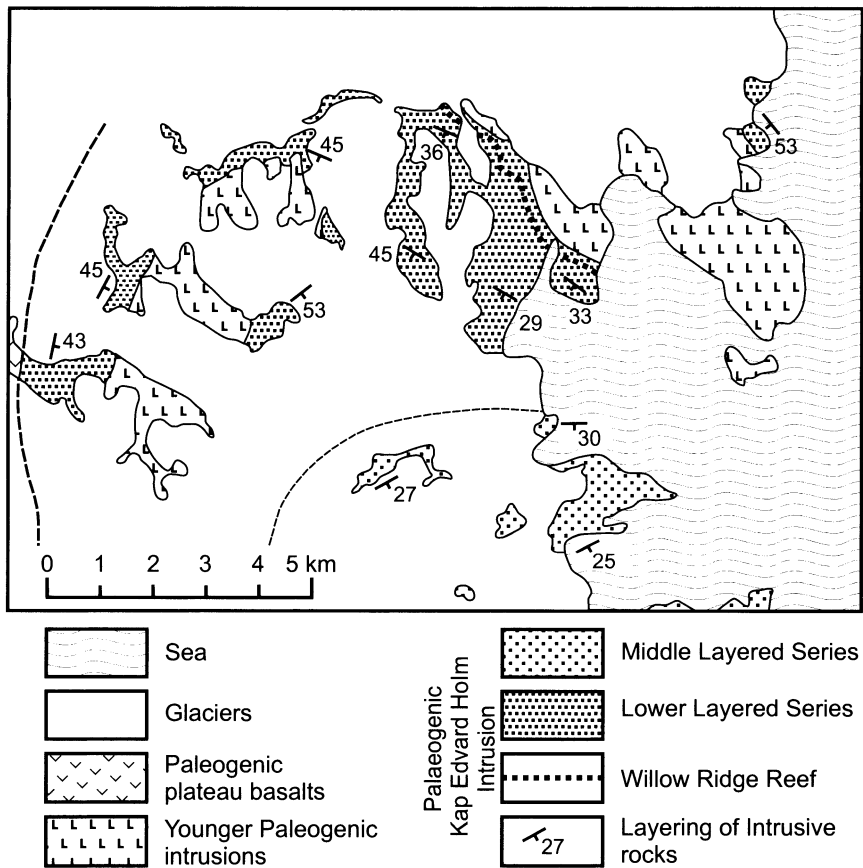 45
36
53
45
45
53
29
33
43
30
27
25
0 1 2 3 4 5 km
Sea
Glaciers
Paleogenic
plateau basalts
Younger Paleogenic
intrusions
Palaeogenic
Kap Edvard Holm
Intrusion
Middle Layered Series
Lower Layered Series
Willow Ridge Reef
27
Layering of Intrusive
rocks